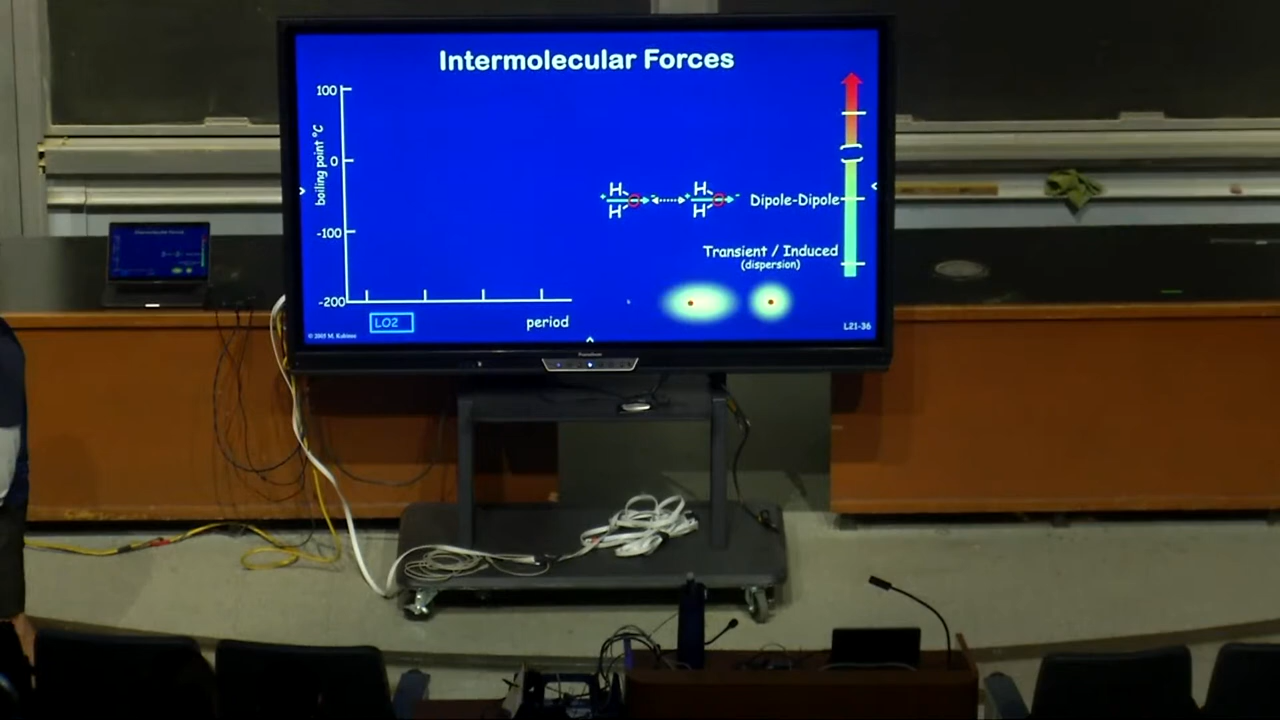 Intermolecular Forces
100
0
-100
-200
boiling point °C
H
H
H
H
+
-
+
-
Dipole-Dipole
Transient / Induced
(dispersion)
LO2
period
L21-36